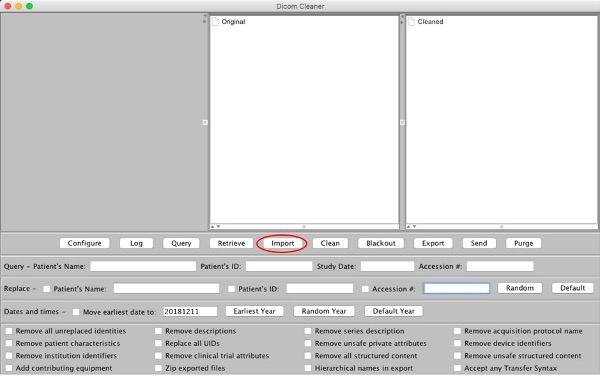 Dicom Cleaner
Original Cleaned
Configure Log Query Retrieve Import Clean Blackout Export Send Purge
Query - Patient's Name: Patient's ID: Study Date: Accession #:
Replace - Patient's Name: Patient's ID: Accession #: Random Default
Dates and times - Move earliest date to: 20181211 Earliest Year Random Year Default Year
Remove all unreplaced identities Remove descriptions Remove series description Remove acquisition protocol name
Remove patient characteristics Replace all UIDs Remove unsafe private attributes Remove device identifiers
Remove institution identifiers Remove clinical trial attributes Remove all structured content Remove unsafe structured content
Add contributing equipment Zip exported files Hierarchical names in export Accept any Transfer Syntax